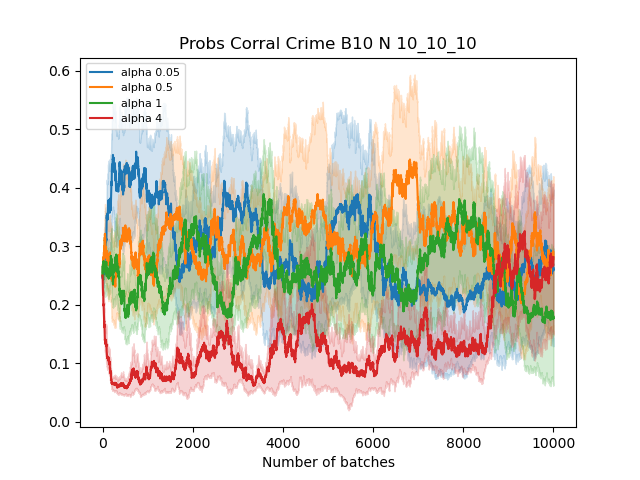 Probs Corral Crime B10 N 10_10_10
alpha 0.05
alpha 0.5
alpha 1
alpha 4
0.6
0.5
0.4
0.3
0.2
0.1
0.0
0 2000 4000 6000 8000 10000
Number of batches